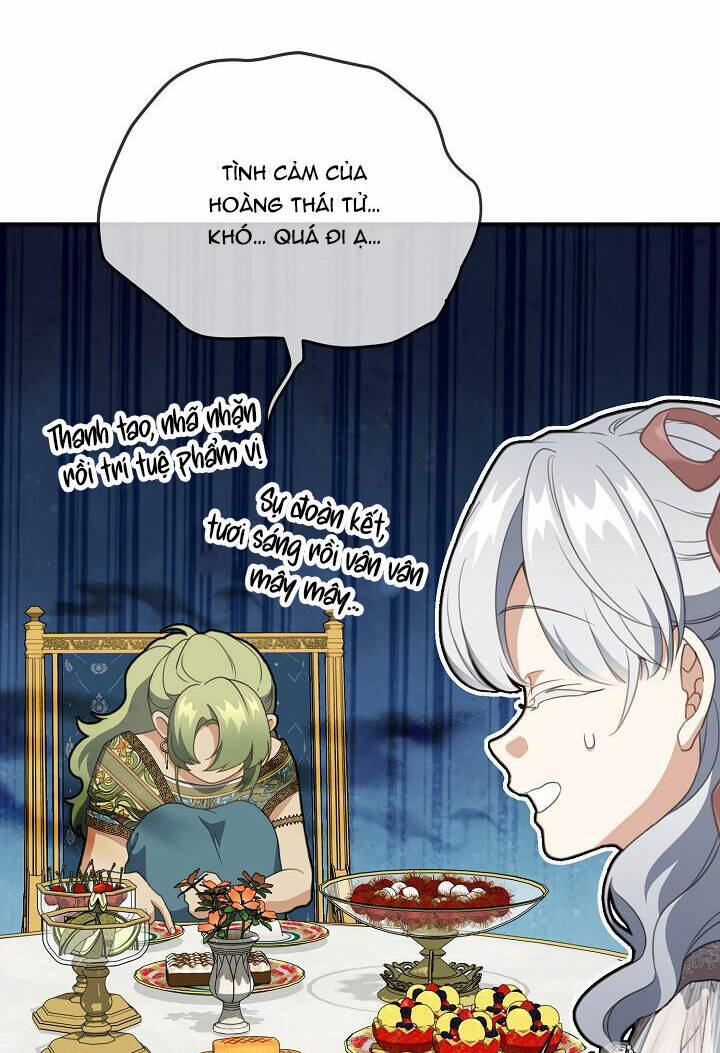 TÌNH CẢM CỦA
HOÀNG THÁI TỬ...
KHÓ... QUÁ ĐI Ạ...
Thanh tao, nhã nhặn
rồi trí tuệ phẩm vị
Sự đoàn kết,
tươi sáng rồi vân vân
mây mây...